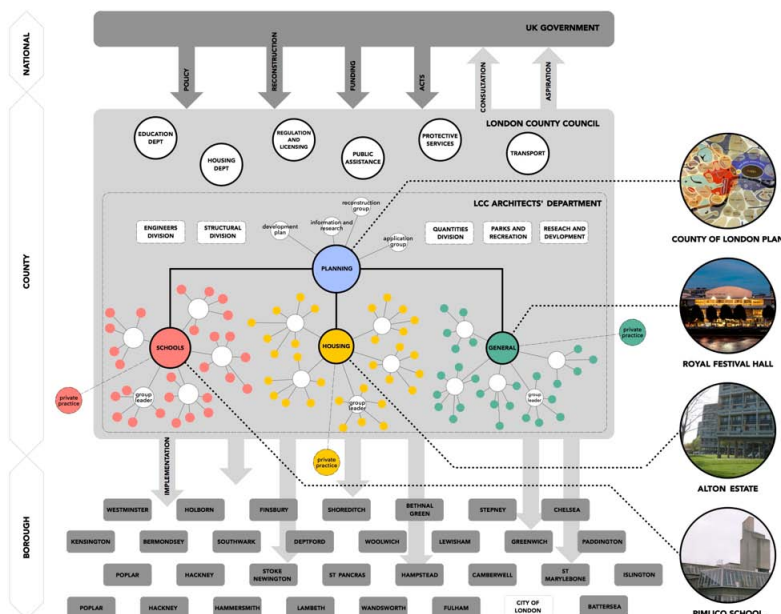 NATIONAL
UK GOVERNMENT
POLICY
RECONSTRUCTION
FUNDING
ACTS
CONSULTATION
ASPIRATION
COUNTY
LONDON COUNTY COUNCIL
EDUCATION
DEPT
HOUSING
DEPT
REGULATION
AND
LICENSING
PUBLIC
ASSISTANCE
PROTECTIVE
SERVICES
TRANSPORT
LCC ARCHITECTS' DEPARTMENT
ENGINEERS
DIVISION
STRUCTURAL
DIVISION
development
plan
information and
research
reconstruction
group
application
group
QUANTITIES
DIVISION
PARKS AND
RECREATION
RESEACH AND
DEVLOPMENT
PLANNING
SCHOOLS
HOUSING
GENERAL
group
leader
group
leader
group
leader
private
practice
private
practice
private
practice
COUNTY OF LONDON PLAN
ROYAL FESTIVAL HALL
ALTON ESTATE
PIMLICO SCHOOL
BOROUGH
IMPLEMENTATION
WESTMINSTER
HOLBORN
FINSBURY
SHOREDITCH
BETHNAL
GREEN
STEPNEY
CHELSEA
KENSINGTON
BERMONDSEY
SOUTHWARK
DEPTFORD
WOOLWICH
LEWISHAM
GREENWICH
PADDINGTON
POPLAR
HACKNEY
STOKE
NEWINGTON
ST PANCRAS
HAMPSTEAD
CAMBERWELL
ST
MARYLEBONE
ISLINGTON
POPLAR
HACKNEY
HAMMERSMITH
LAMBETH
WANDSWORTH
FULHAM
CITY OF
LONDON
BATTERSEA